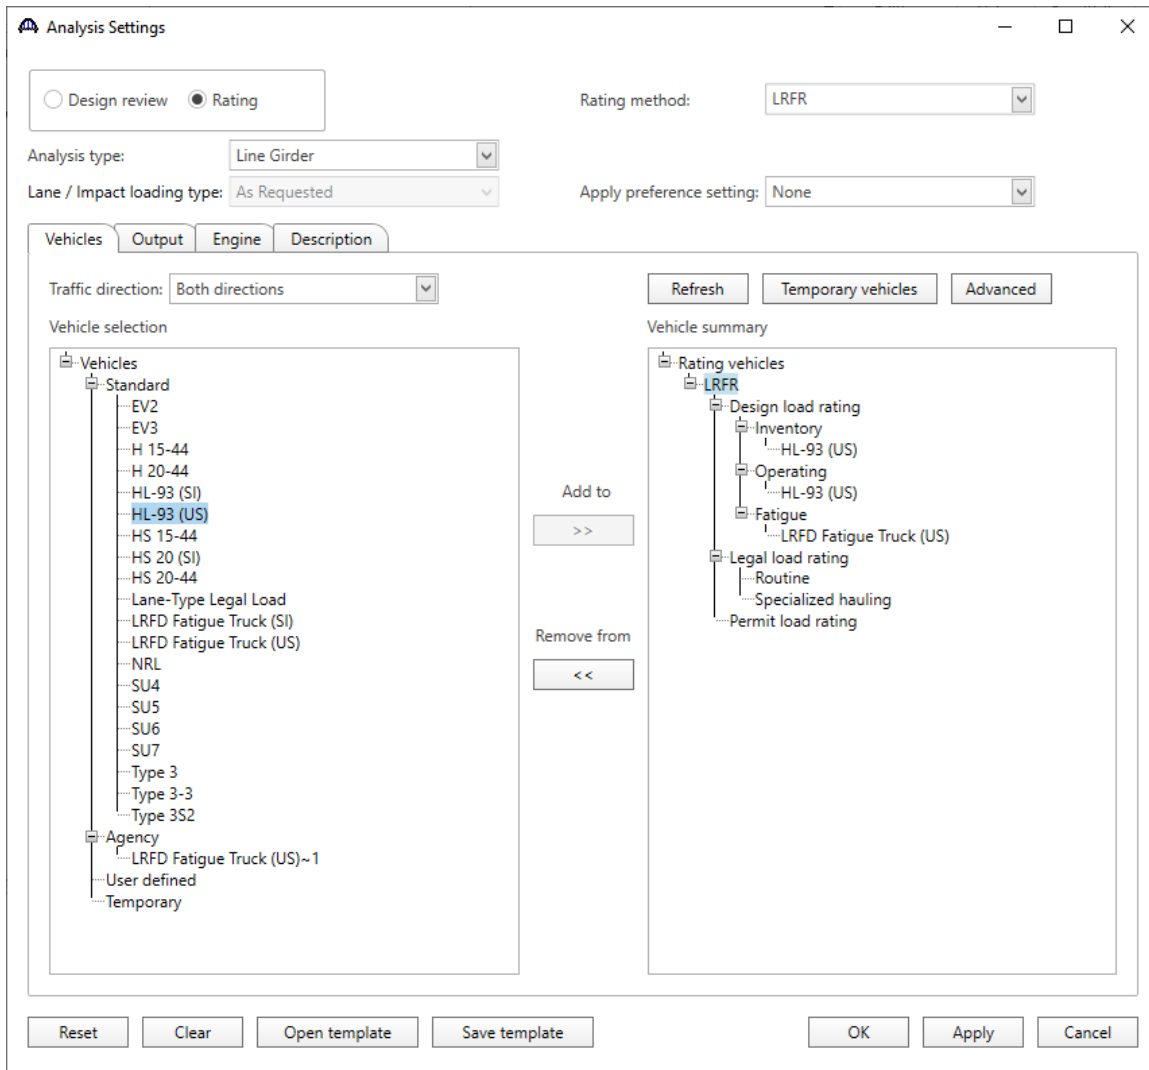 Analysis Settings
Design review Rating
Rating method: LRFR
Analysis type: Line Girder
Lane / Impact loading type: As Requested
Apply preference setting: None
Vehicles Output Engine Description
Traffic direction: Both directions
Refresh Temporary vehicles Advanced
Vehicle selection
Vehicles
Standard
EV2
EV3
H 15-44
H 20-44
HL-93 (SI)
HL-93 (US)
HS 15-44
HS 20 (SI)
HS 20-44
Lane-Type Legal Load
LRFD Fatigue Truck (SI)
LRFD Fatigue Truck (US)
NRL
SU4
SU5
SU6
SU7
Type 3
Type 3-3
Type 3S2
Agency
LRFD Fatigue Truck (US)~1
User defined
Temporary
Add to
>>
Remove from
<<
Vehicle summary
Rating vehicles
LRFR
Design load rating
Inventory
HL-93 (US)
Operating
HL-93 (US)
Fatigue
LRFD Fatigue Truck (US)
Legal load rating
Routine
Specialized hauling
Permit load rating
Reset Clear Open template Save template OK Apply Cancel